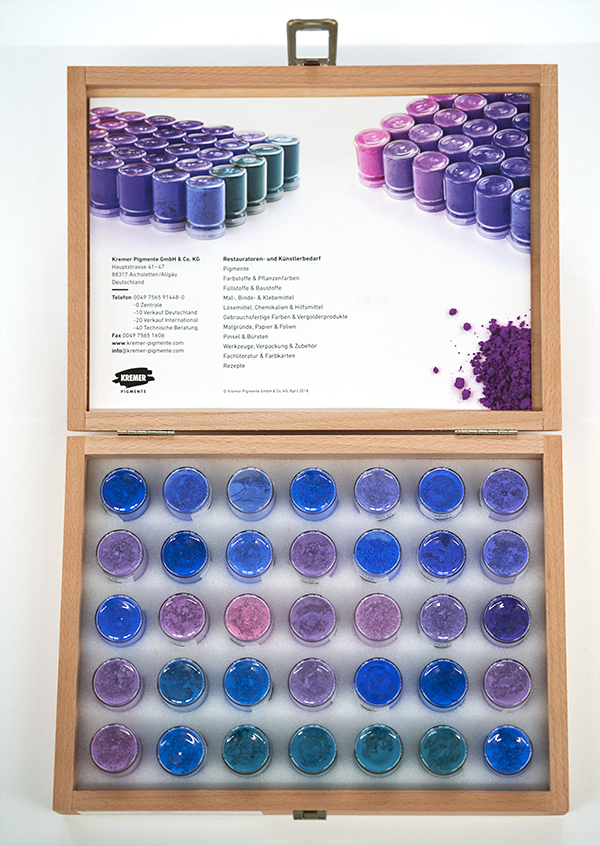 Kremer Pigmente GmbH & Co. KG
Hauptstrasse 41–47
88317 Aichstetten/Allgäu
Deutschland
Telefon 0049 7565 91448-0
-0 Zentrale
-10 Verkauf Deutschland
-20 Verkauf International
-40 Technische Beratung
Fax 0049 7565 1606
www.kremer-pigmente.com
info@kremer-pigmente.com
KREMER
PIGMENTE
Restauratoren- und Künstlerbedarf
Pigmente
Farbstoffe & Pflanzenfarben
Füllstoffe & Baustoffe
Mal-, Binde- & Klebemittel
Lösemittel, Chemikalien & Hilfsmittel
Gebrauchsfertige Farben & Vergolderprodukte
Malgründe, Papier & Folien
Pinsel & Bürsten
Werkzeuge, Verpackung & Zubehör
Fachliteratur & Farbkarten
Rezepte
© Kremer Pigmente GmbH & Co. KG, April 2018